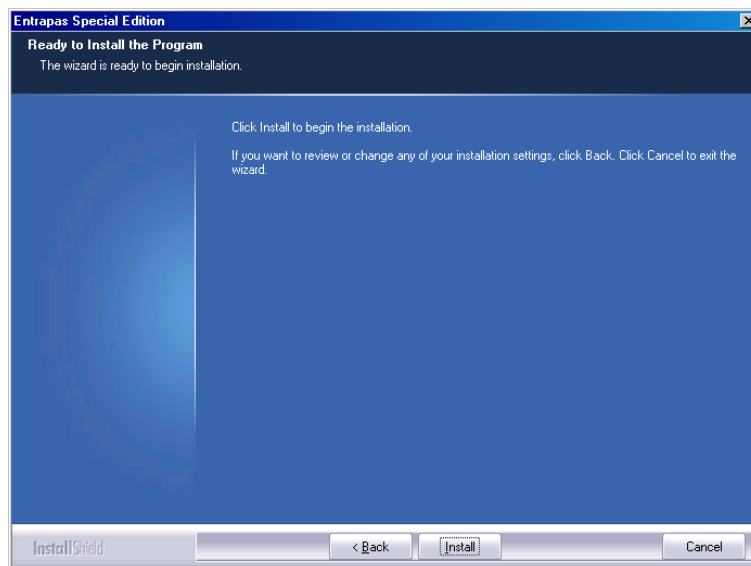 Entrapas Special Edition
Ready to Install the Program
The wizard is ready to begin installation.
Click Install to begin the installation.
If you want to review or change any of your installation settings, click Back. Click Cancel to exit the
wizard.
InstallShield
< Back
Install
Cancel